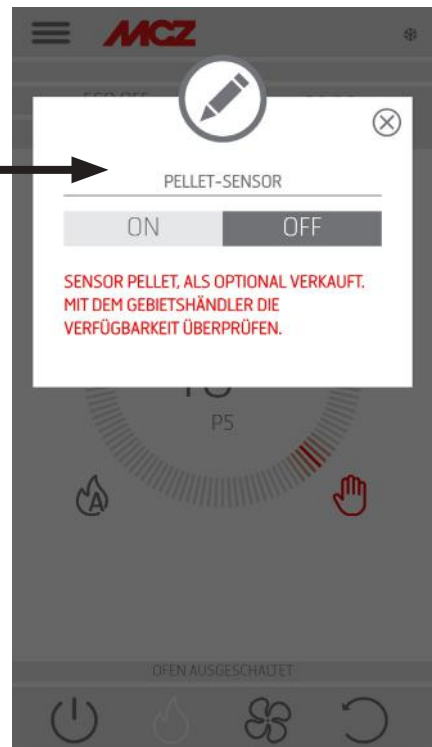 MCZ
PELLET-SENSOR
ON OFF
SENSOR PELLET, ALS OPTIONAL VERKAUFT.
MIT DEM GEBIETSHÄNDLER DIE
VERFÜGBARKEIT ÜBERPRÜFEN.
P5
A
OFEN AUSGESCHALTET